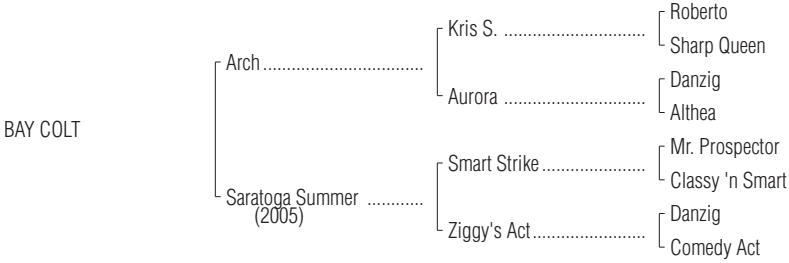 Roberto
Kris S. ..............................
Sharp Queen
Arch..................................
Danzig
Aurora ..............................
Althea
BAY COLT
Mr. Prospector
Smart Strike......................
Classy 'n Smart
Saratoga Summer ............
(2005)
Danzig
Ziggy's Act........................
Comedy Act